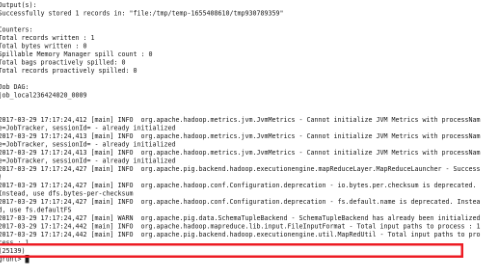 Output(s):
Successfully stored 1 records in: "file:/tmp/temp-1655408610/tmp930789359"
Counters:
Total records written : 1
Total bytes written : 0
Spillable Memory Manager spill count : 0
Total bags proactively spilled: 0
Total records proactively spilled: 0
Job DAG:
job_local236424020_0009
2017-03-29 17:17:24,412 [main] INFO  org.apache.hadoop.metrics.jvm.JvmMetrics - Cannot initialize JVM Metrics with processNam
e=JobTracker, sessionId= - already initialized
2017-03-29 17:17:24,413 [main] INFO  org.apache.hadoop.metrics.jvm.JvmMetrics - Cannot initialize JVM Metrics with processNam
e=JobTracker, sessionId= - already initialized
2017-03-29 17:17:24,413 [main] INFO  org.apache.hadoop.metrics.jvm.JvmMetrics - Cannot initialize JVM Metrics with processNam
e=JobTracker, sessionId= - already initialized
2017-03-29 17:17:24,427 [main] INFO  org.apache.pig.backend.hadoop.executionengine.mapReduceLayer.MapReduceLauncher - Success
!
2017-03-29 17:17:24,427 [main] INFO  org.apache.hadoop.conf.Configuration.deprecation - io.bytes.per.checksum is deprecated.
Instead, use dfs.bytes-per-checksum
2017-03-29 17:17:24,427 [main] INFO  org.apache.hadoop.conf.Configuration.deprecation - fs.default.name is deprecated. Instea
d, use fs.defaultFS
2017-03-29 17:17:24,427 [main] WARN  org.apache.pig.data.SchemaTupleBackend - SchemaTupleBackend has already been initialized
2017-03-29 17:17:24,442 [main] INFO  org.apache.hadoop.mapreduce.lib.input.FileInputFormat - Total input paths to process : 1
2017-03-29 17:17:24,442 [main] INFO  org.apache.pig.backend.hadoop.executionengine.util.MapRedUtil - Total input paths to pro
cess : 1
(25139)
grunt>